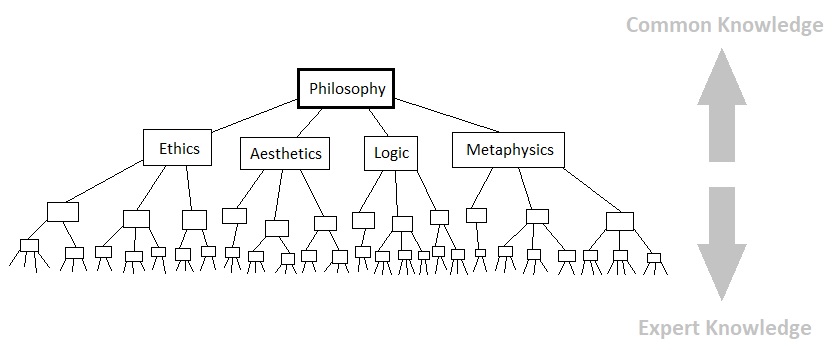 Common Knowledge
Philosophy
Ethics
Aesthetics
Logic
Metaphysics
Expert Knowledge